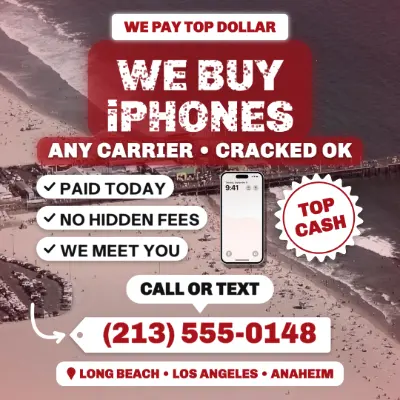 WE PAY TOP DOLLAR
WE BUY
iPHONES
ANY CARRIER • CRACKED OK
✓ PAID TODAY
✓ NO HIDDEN FEES
✓ WE MEET YOU
9:41
TOP
CASH
CALL OR TEXT
(213) 555-0148
LONG BEACH • LOS ANGELES • ANAHEIM